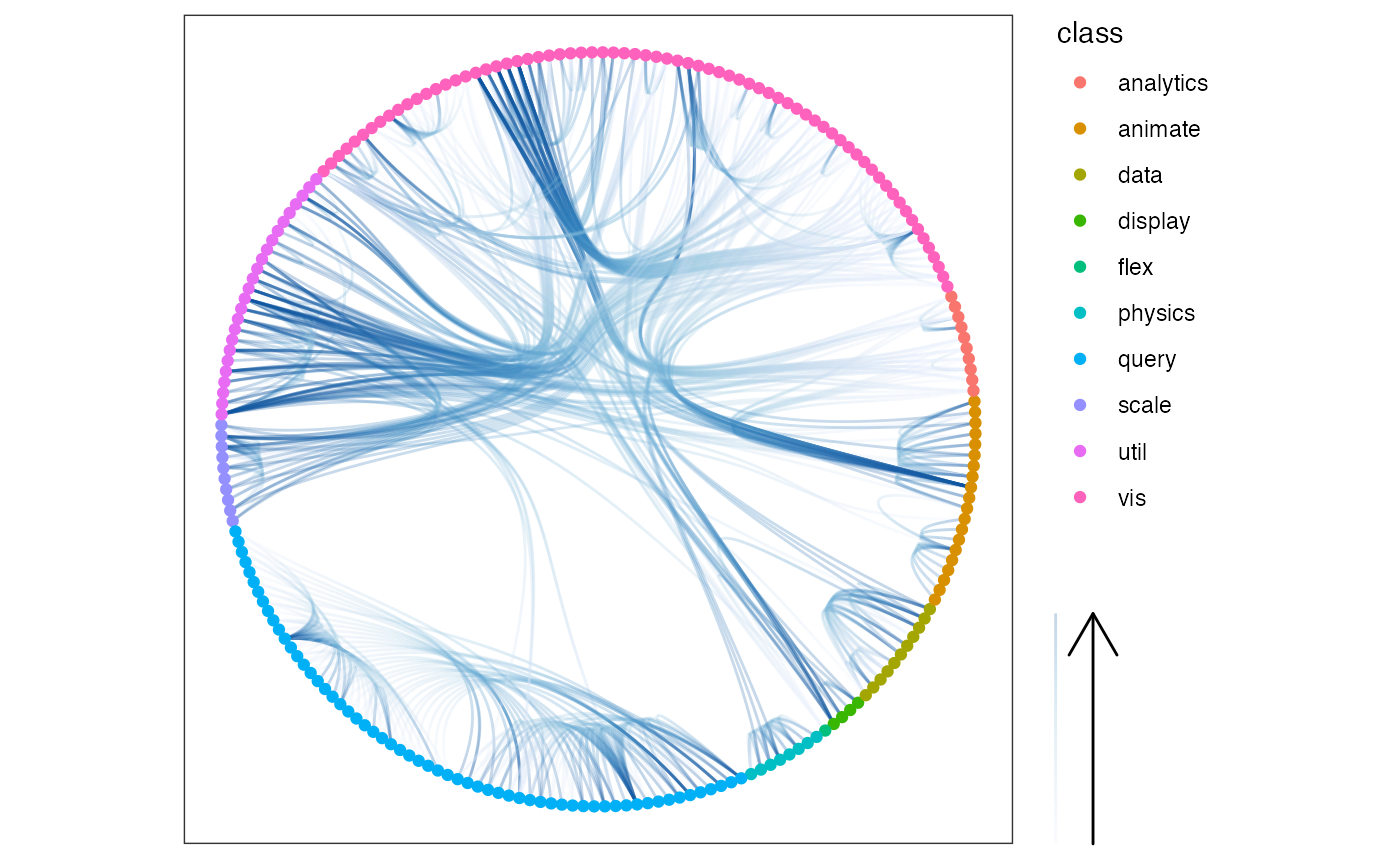 class
analytics
animate
data
display
flex
physics
query
scale
util
vis